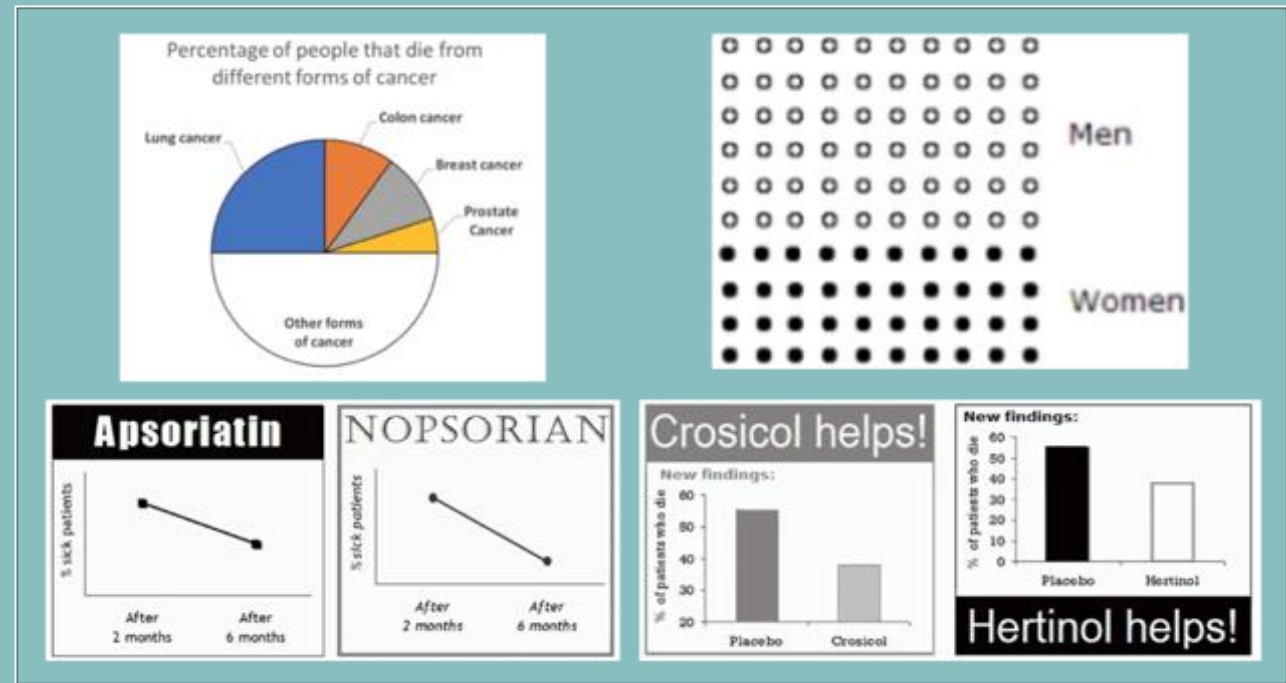 Percentage of people that die from
different forms of cancer
Colon cancer
Lung cancer
Breast cancer
Prostate
Cancer
Other forms
of cancer
Men
Women
Apsoriatin
% sick patients
After
2 months
After
6 months
NOPSORIAN
% sick patients
After
2 months
After
6 months
Crosicol helps!
New findings:
% of patients who die
60
50
40
30
20
Placebo
Crosicol
New findings:
% of patients who die
60
50
40
30
20
10
0
Placebo
Hertinol
Hertinol helps!